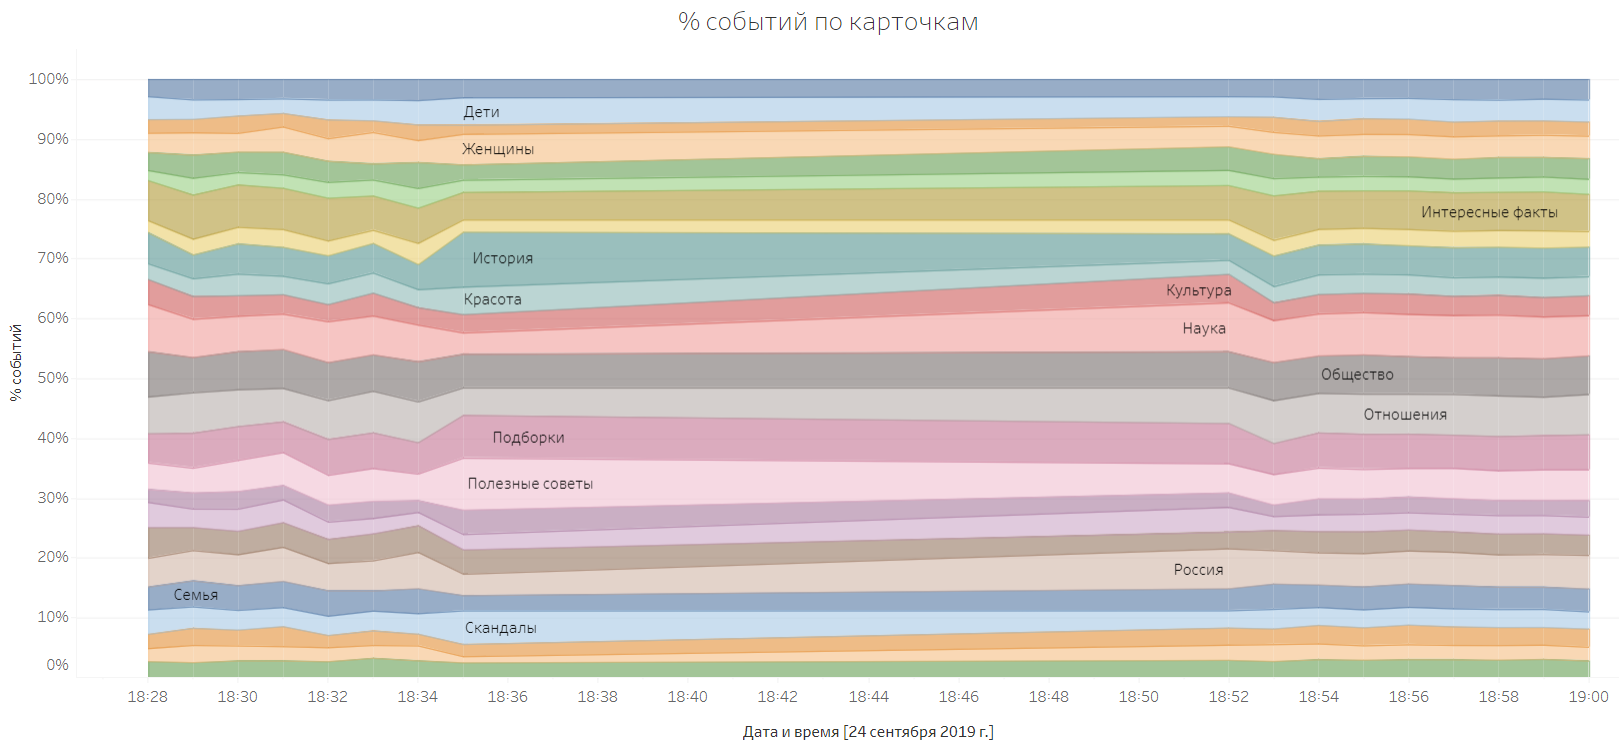 % событий по карточкам
100%
90%
80%
70%
60%
50%
40%
30%
20%
10%
0%
% событий
Дети
Женщины
Интересные факты
История
Красота
Культура
Наука
Общество
Отношения
Подборки
Полезные советы
Россия
Семья
Скандалы
18:28 18:30 18:32 18:34 18:36 18:38 18:40 18:42 18:44 18:46 18:48 18:50 18:52 18:54 18:56 18:58 19:00
Дата и время [24 сентября 2019 г.]